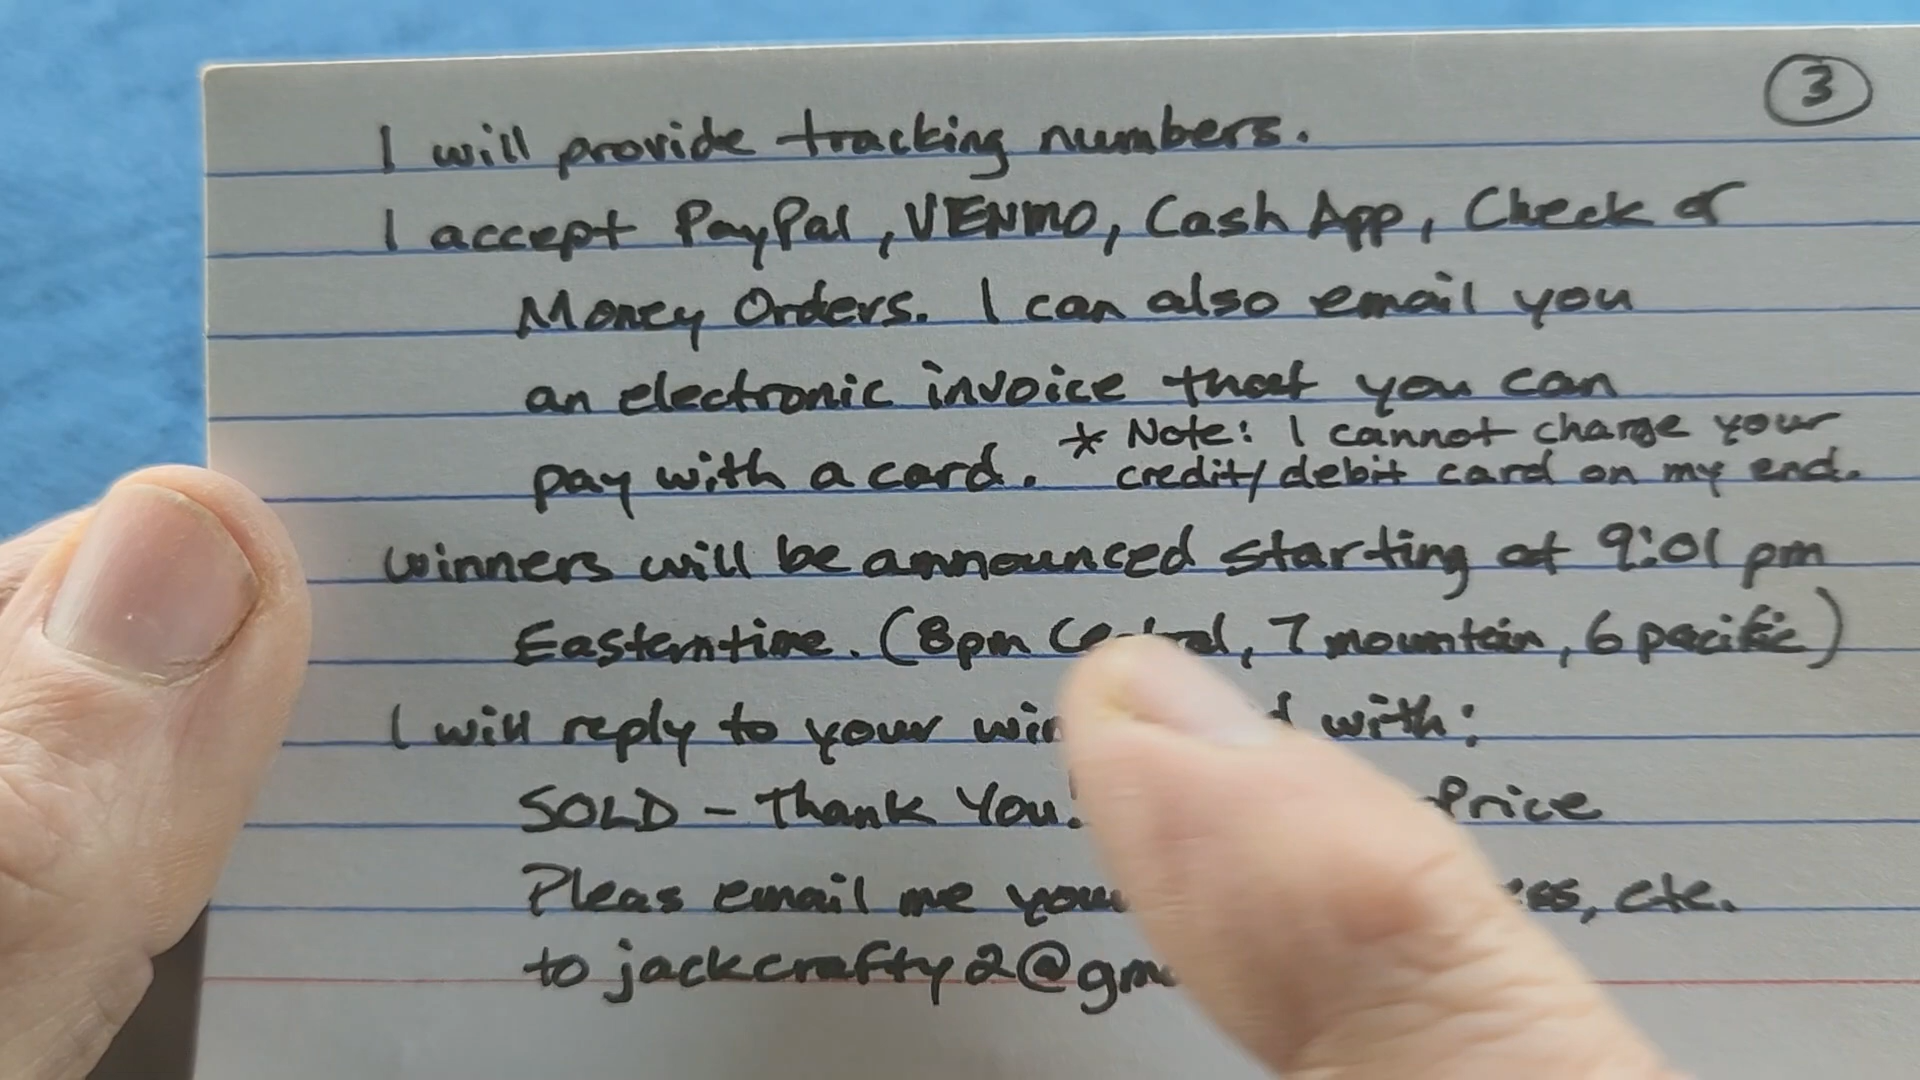 3
I will provide tracking numbers.
I accept PayPal, VENMO, Cash App, Check or
Money Orders. I can also email you
an electronic invoice that you can
pay with a card. * Note: I cannot charge your
credit/debit card on my end.
Winners will be announced starting at 9:01 pm
Eastern time. (8pm Central, 7 mountain, 6 pacific)
I will reply to your with:
SOLD - Thank You! Price
Pleas email me etc.
to jackcrafty2@gm